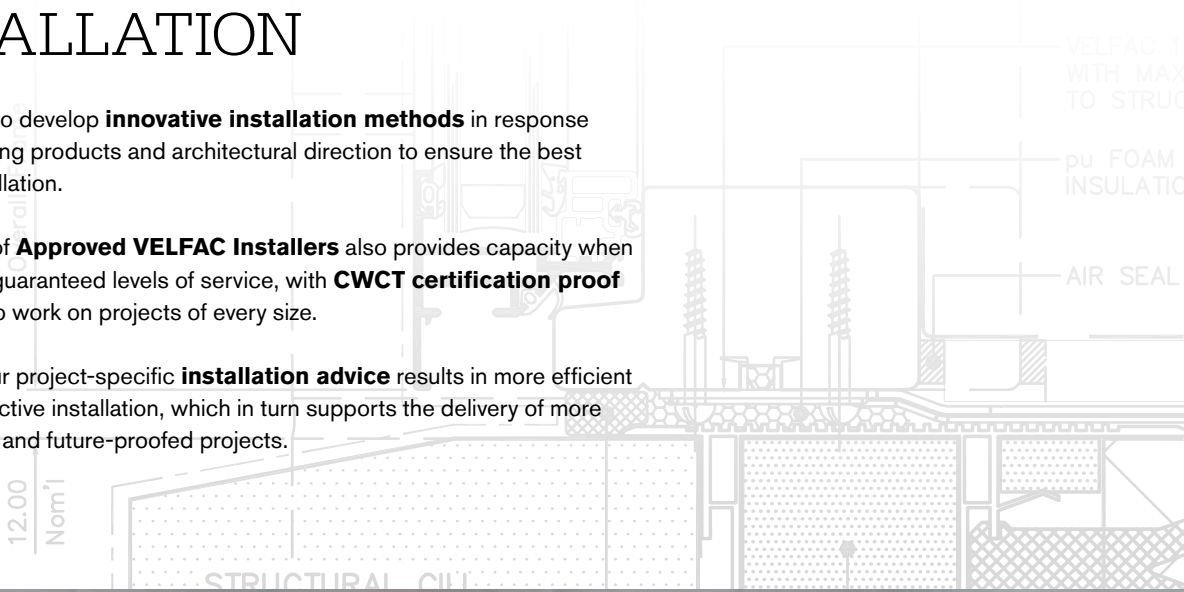 ALLATION
o develop innovative installation methods in response
ng products and architectural direction to ensure the best
llation.
of Approved VELFAC Installers also provides capacity when
guaranteed levels of service, with CWCT certification proof
o work on projects of every size.
ur project-specific installation advice results in more efficient
ctive installation, which in turn supports the delivery of more
and future-proofed projects.
VELFAC 1
WITH MAX
TO STRUC
pu FOAM
INSULATIO
AIR SEAL
Overall Frame
12.00
Nom'l
STRUCTURAL CILL